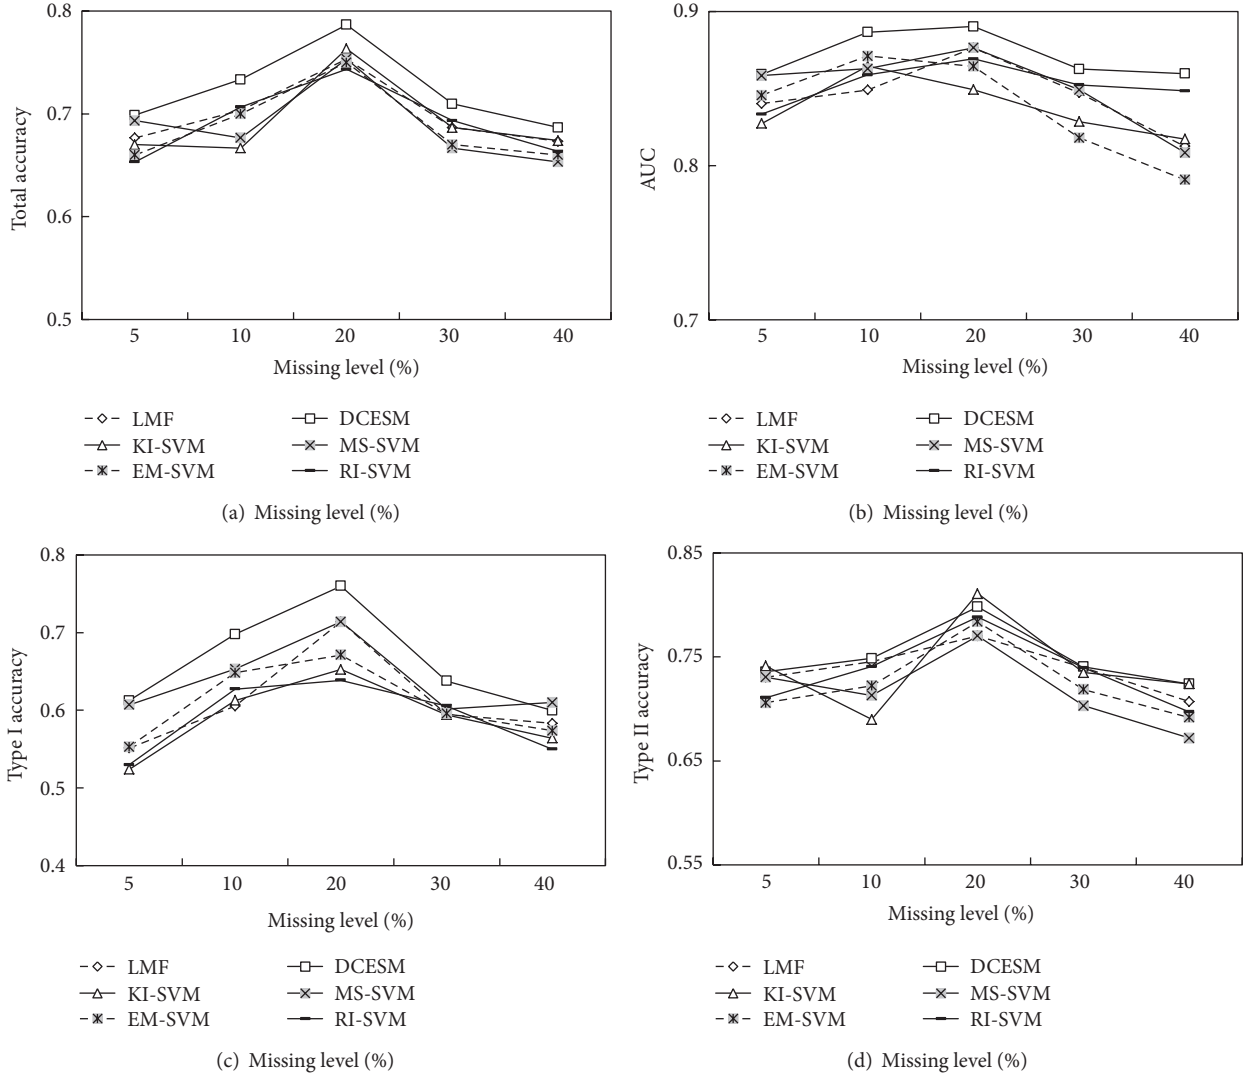 0.8
0.7
0.6
0.5
Total accuracy
5 10 20 30 40
Missing level (%)
LMF DCESM
KI-SVM MS-SVM
EM-SVM RI-SVM
(a) Missing level (%)
0.9
0.8
0.7
AUC
5 10 20 30 40
Missing level (%)
LMF DCESM
KI-SVM MS-SVM
EM-SVM RI-SVM
(b) Missing level (%)
0.8
0.7
0.6
0.5
0.4
Type I accuracy
5 10 20 30 40
Missing level (%)
LMF DCESM
KI-SVM MS-SVM
EM-SVM RI-SVM
(c) Missing level (%)
0.85
0.75
0.65
0.55
Type II accuracy
5 10 20 30 40
Missing level (%)
LMF DCESM
KI-SVM MS-SVM
EM-SVM RI-SVM
(d) Missing level (%)